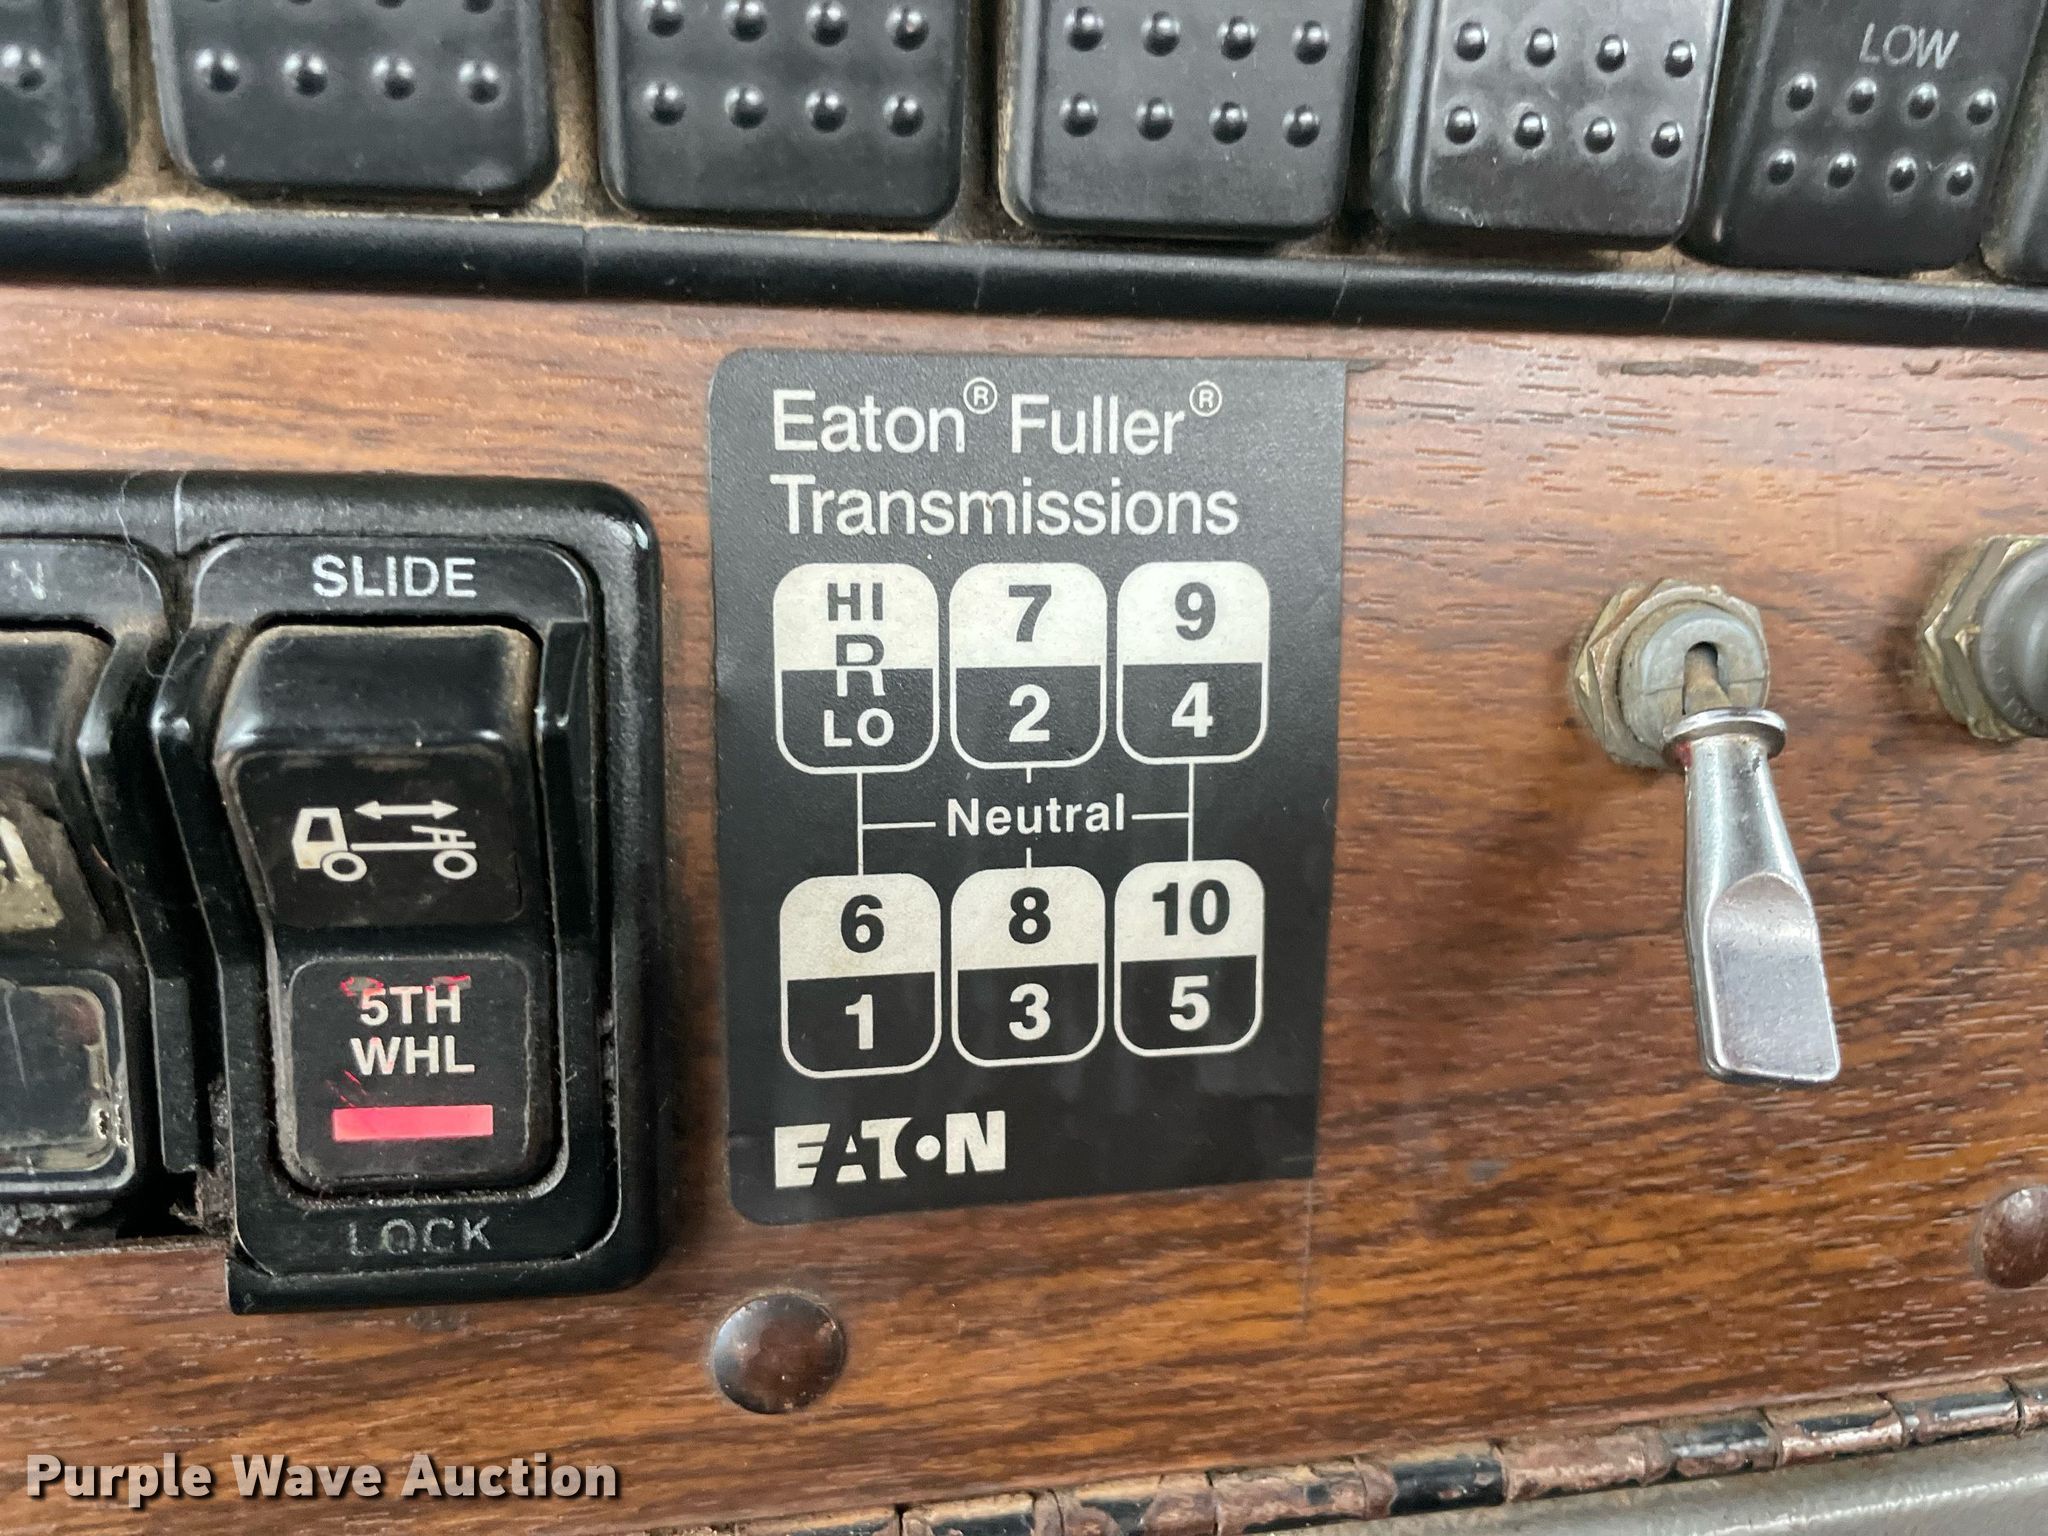 LOW
Eaton® Fuller®
Transmissions
N
SLIDE
HI 7 9
R
LO 2 4
Neutral
6 8 10
1 3 5
5TH
WHL
LOCK
EATON
Purple Wave Auction